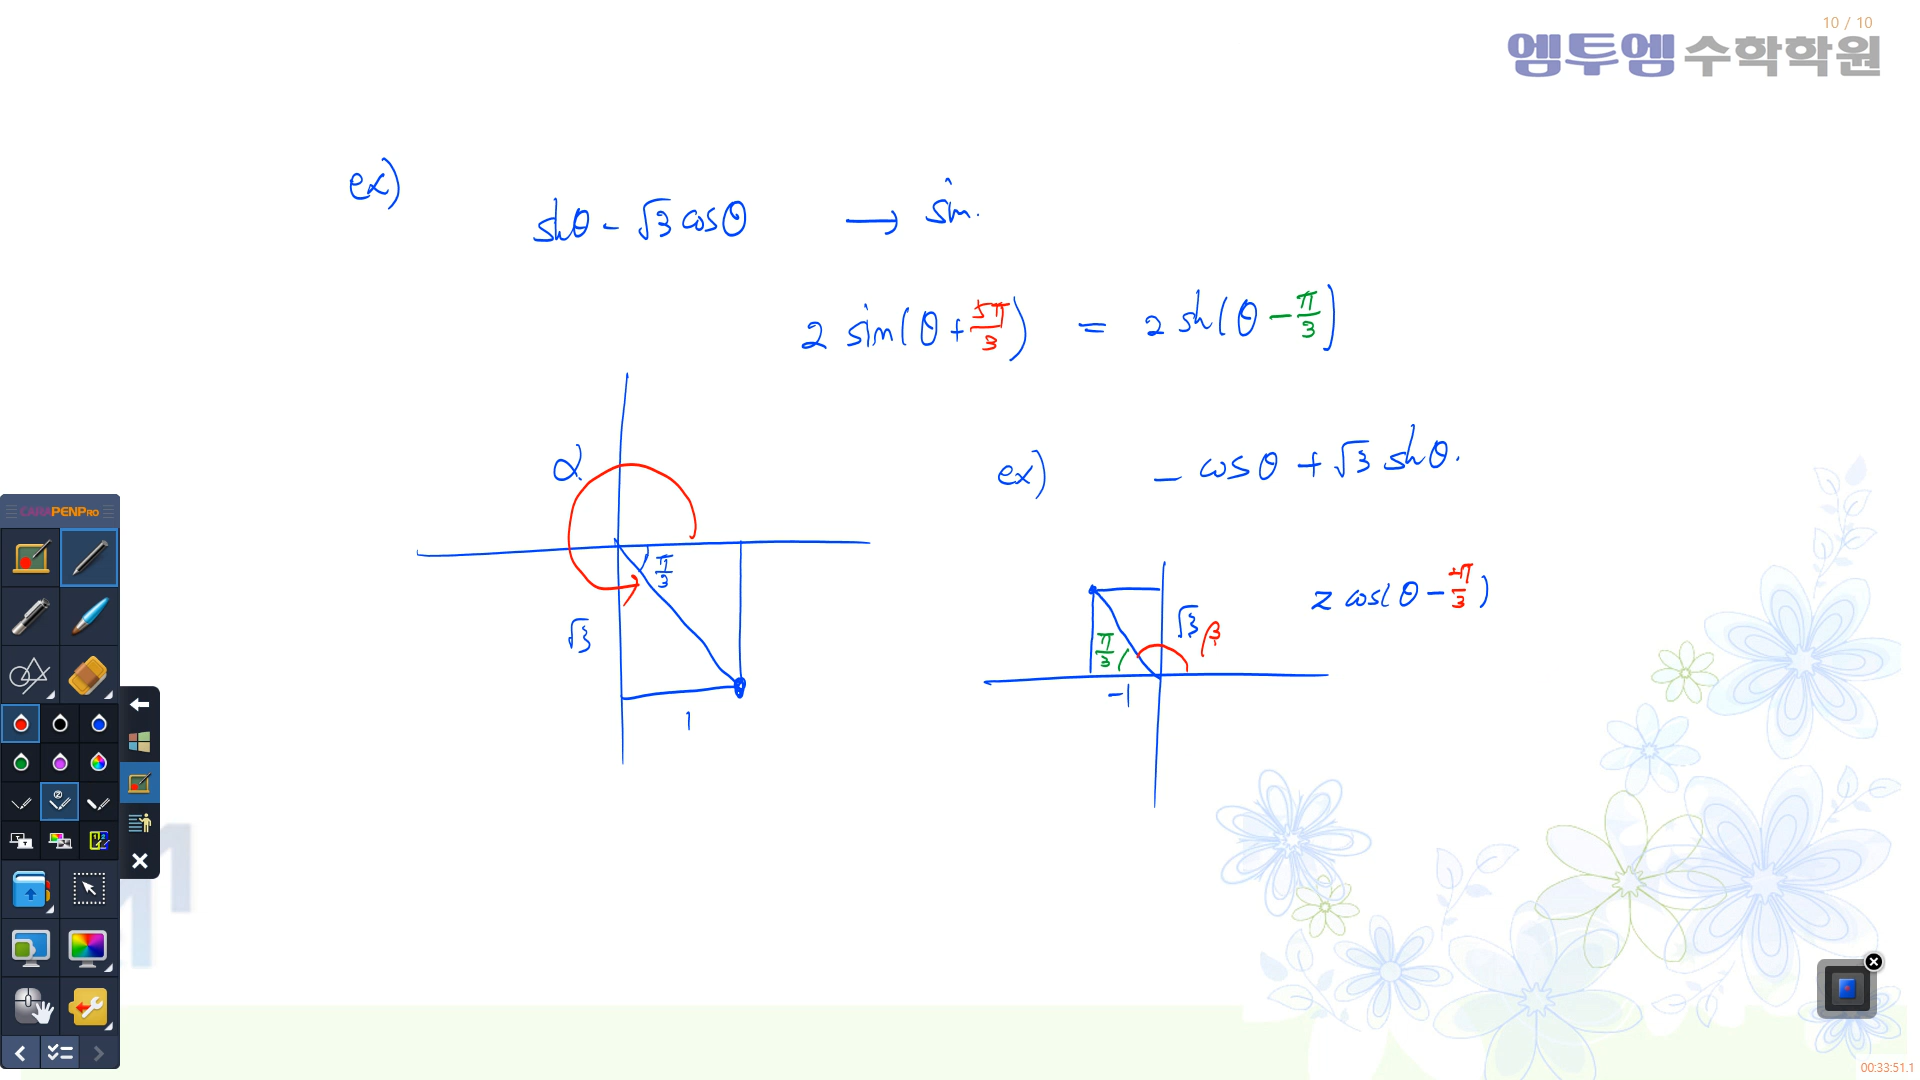 10 / 10
엠투엠 수학학원
ex)
sinθ - √3 cosθ → sin.
2 sin(θ + 5π/3) = 2 sin(θ - π/3)
α
π/3
√3
1
ex) - cosθ + √3 sinθ.
2 cos(θ - π/3)
√3
π/3
-1
CARAPENPRO
00:33:51.1